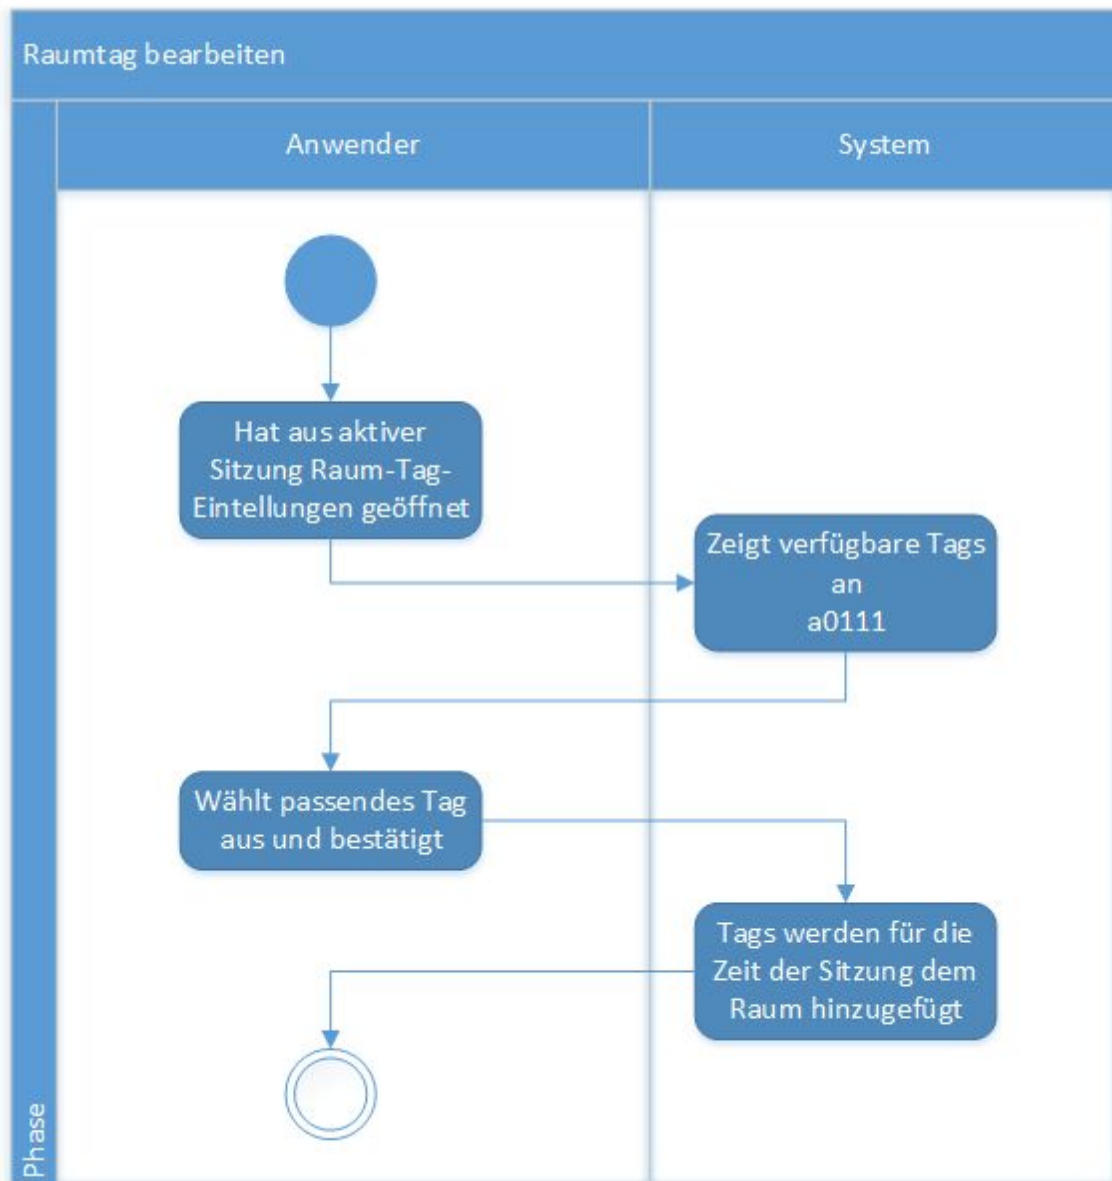 Raumtag bearbeiten
Anwender
System
Hat aus aktiver
Sitzung Raum-Tag-
Eintellungen geöffnet
Zeigt verfügbare Tags
an
a0111
Wählt passendes Tag
aus und bestätigt
Tags werden für die
Zeit der Sitzung dem
Raum hinzugefügt
Phase